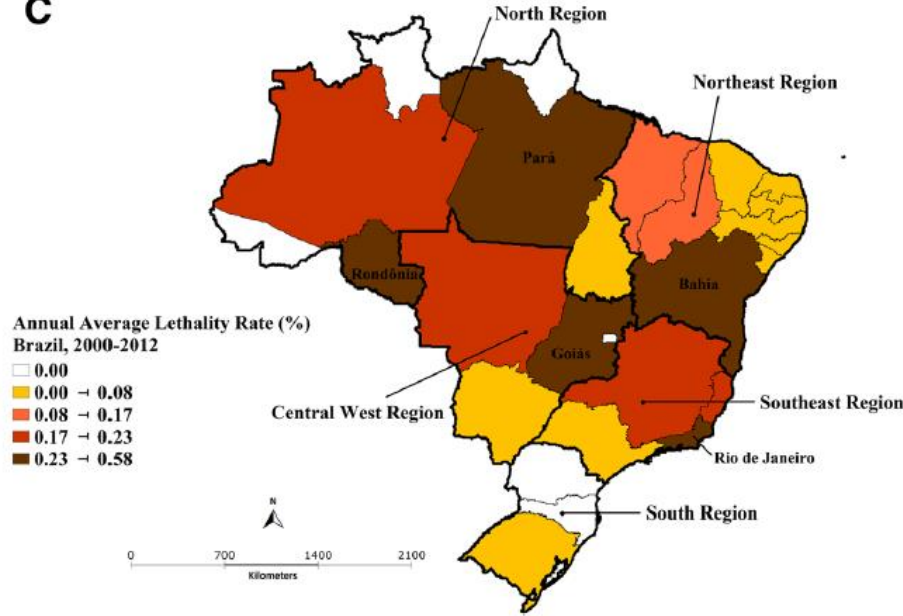 C
North Region
Northeast Region
Pará
Rondônia
Bahia
Annual Average Lethality Rate (%)
Brazil, 2000-2012
0.00
0.00 ⊣ 0.08
0.08 ⊣ 0.17
0.17 ⊣ 0.23
0.23 ⊣ 0.58
Goiás
Central West Region
Southeast Region
Rio de Janeiro
South Region
N
0 700 1400 2100
Kilometers